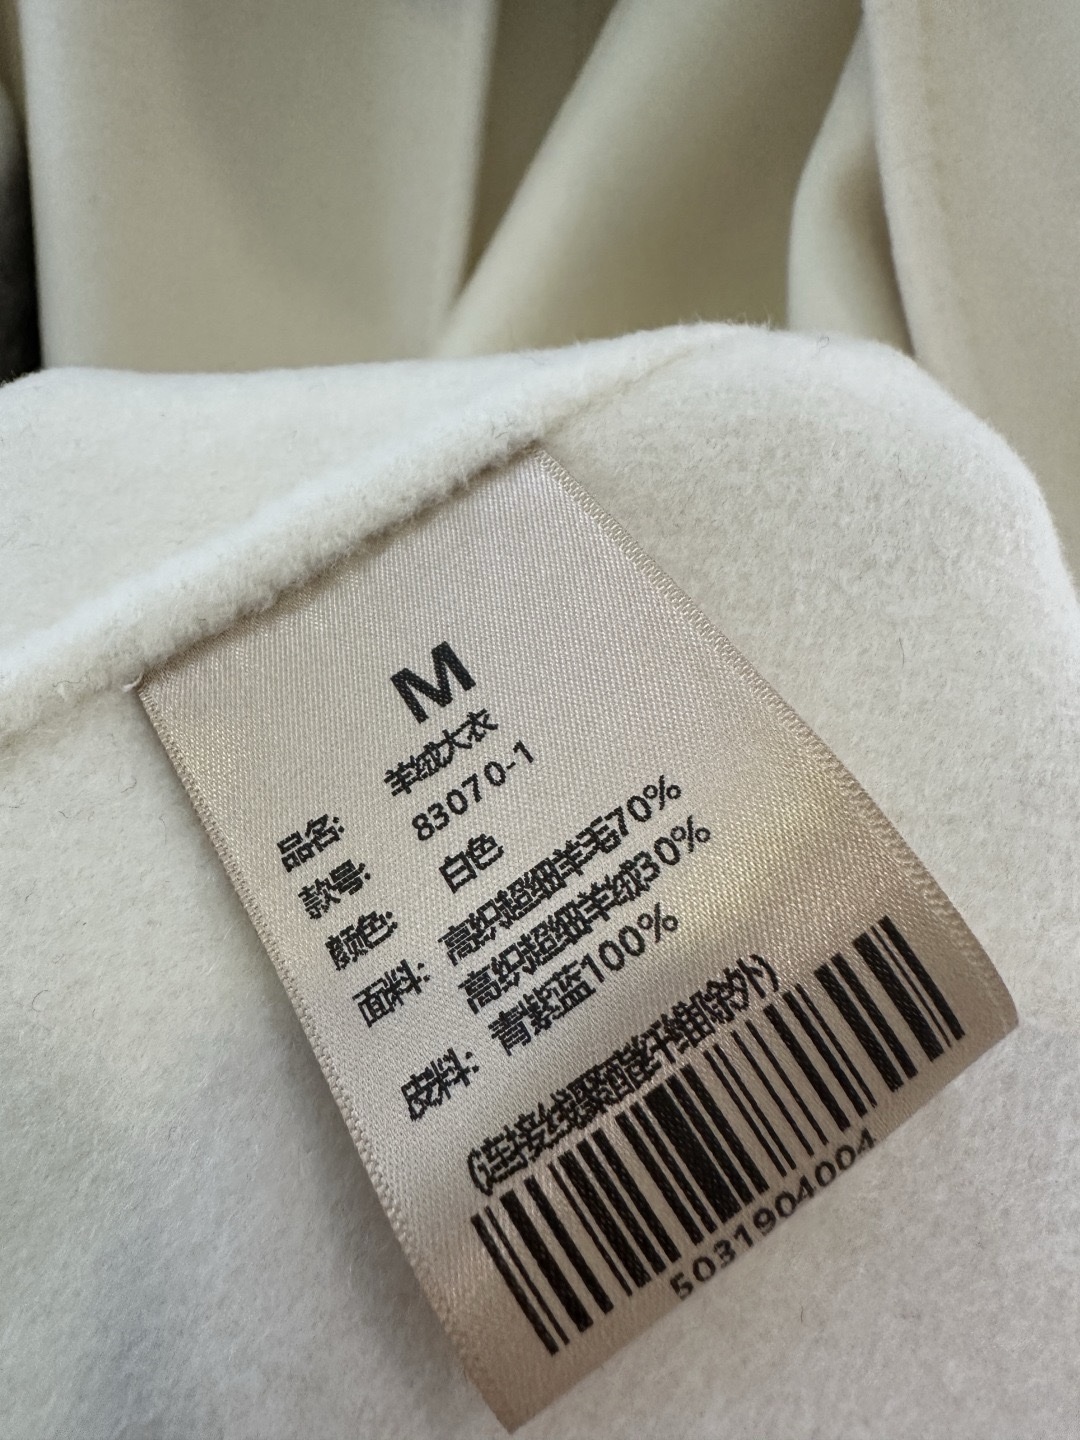 M
品名: 羊绒大衣
款号: 83070-1
颜色: 白色
面料: 高织超细羊毛70%
高织超细羊绒30%
配料: 青紫蓝100%
(连接线聚酯纤维除外)
5031904004